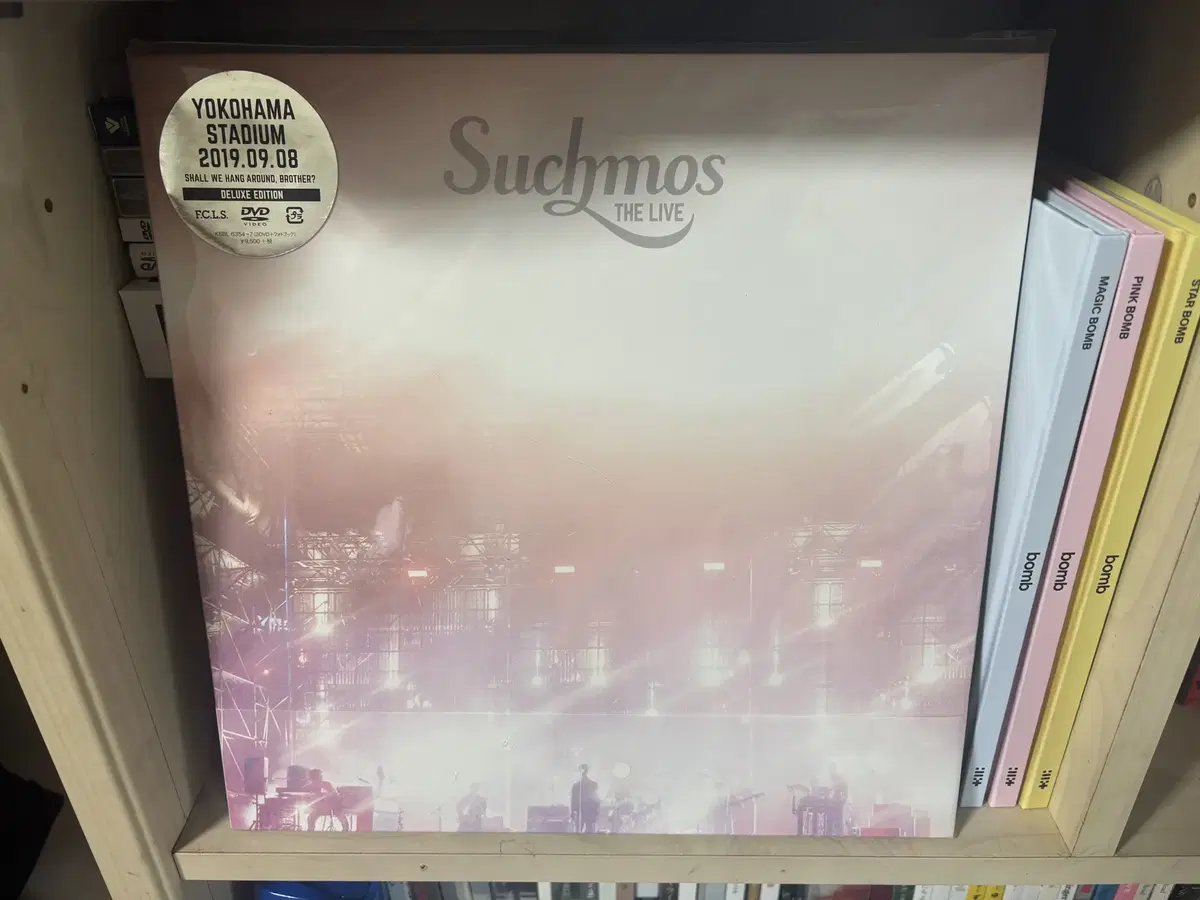 YOKOHAMA
STADIUM
2019.09.08
SHALL WE HANG AROUND, BROTHER?
DELUXE EDITION
F.C.L.S.
DVD
VIDEO
Suchmos
THE LIVE
MAGIC BOMB
bomb
PINK BOMB
bomb
STAR BOMB
bomb